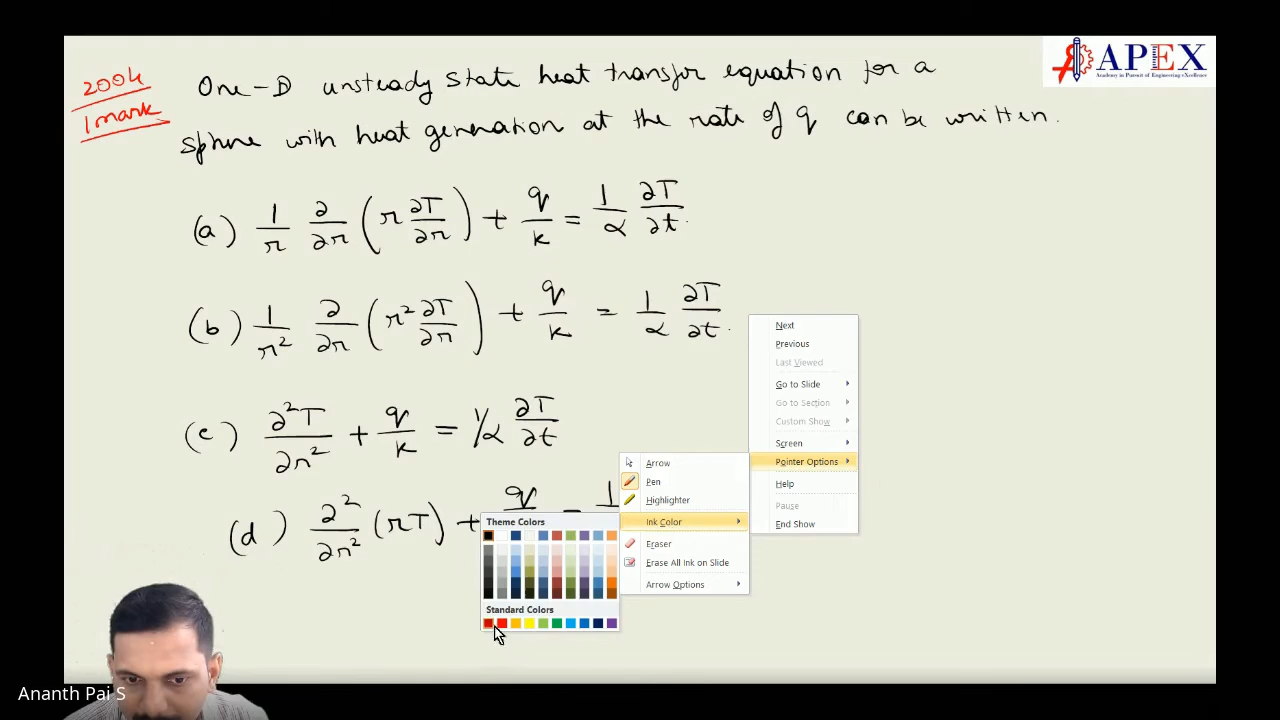 2004
1 mark
One-D unsteady state heat transfer equation for a
sphere with heat generation at the rate of q can be written.
APEX
Academy in Pursuit of Engineering eXcellence
(a) 1/r ∂/∂r (r ∂T/∂r) + q/k = 1/α ∂T/∂t.
(b) 1/r² ∂/∂r (r² ∂T/∂r) + q/k = 1/α ∂T/∂t.
(c) ∂²T/∂r² + q/k = 1/α ∂T/∂t
(d) ∂²/∂r² (rT) + q = 1
Next
Previous
Last Viewed
Go to Slide
Go to Section
Custom Show
Screen
Pointer Options
Help
Pause
End Show
Arrow
Pen
Highlighter
Ink Color
Eraser
Erase All Ink on Slide
Arrow Options
Theme Colors
Standard Colors
Ananth Pai S